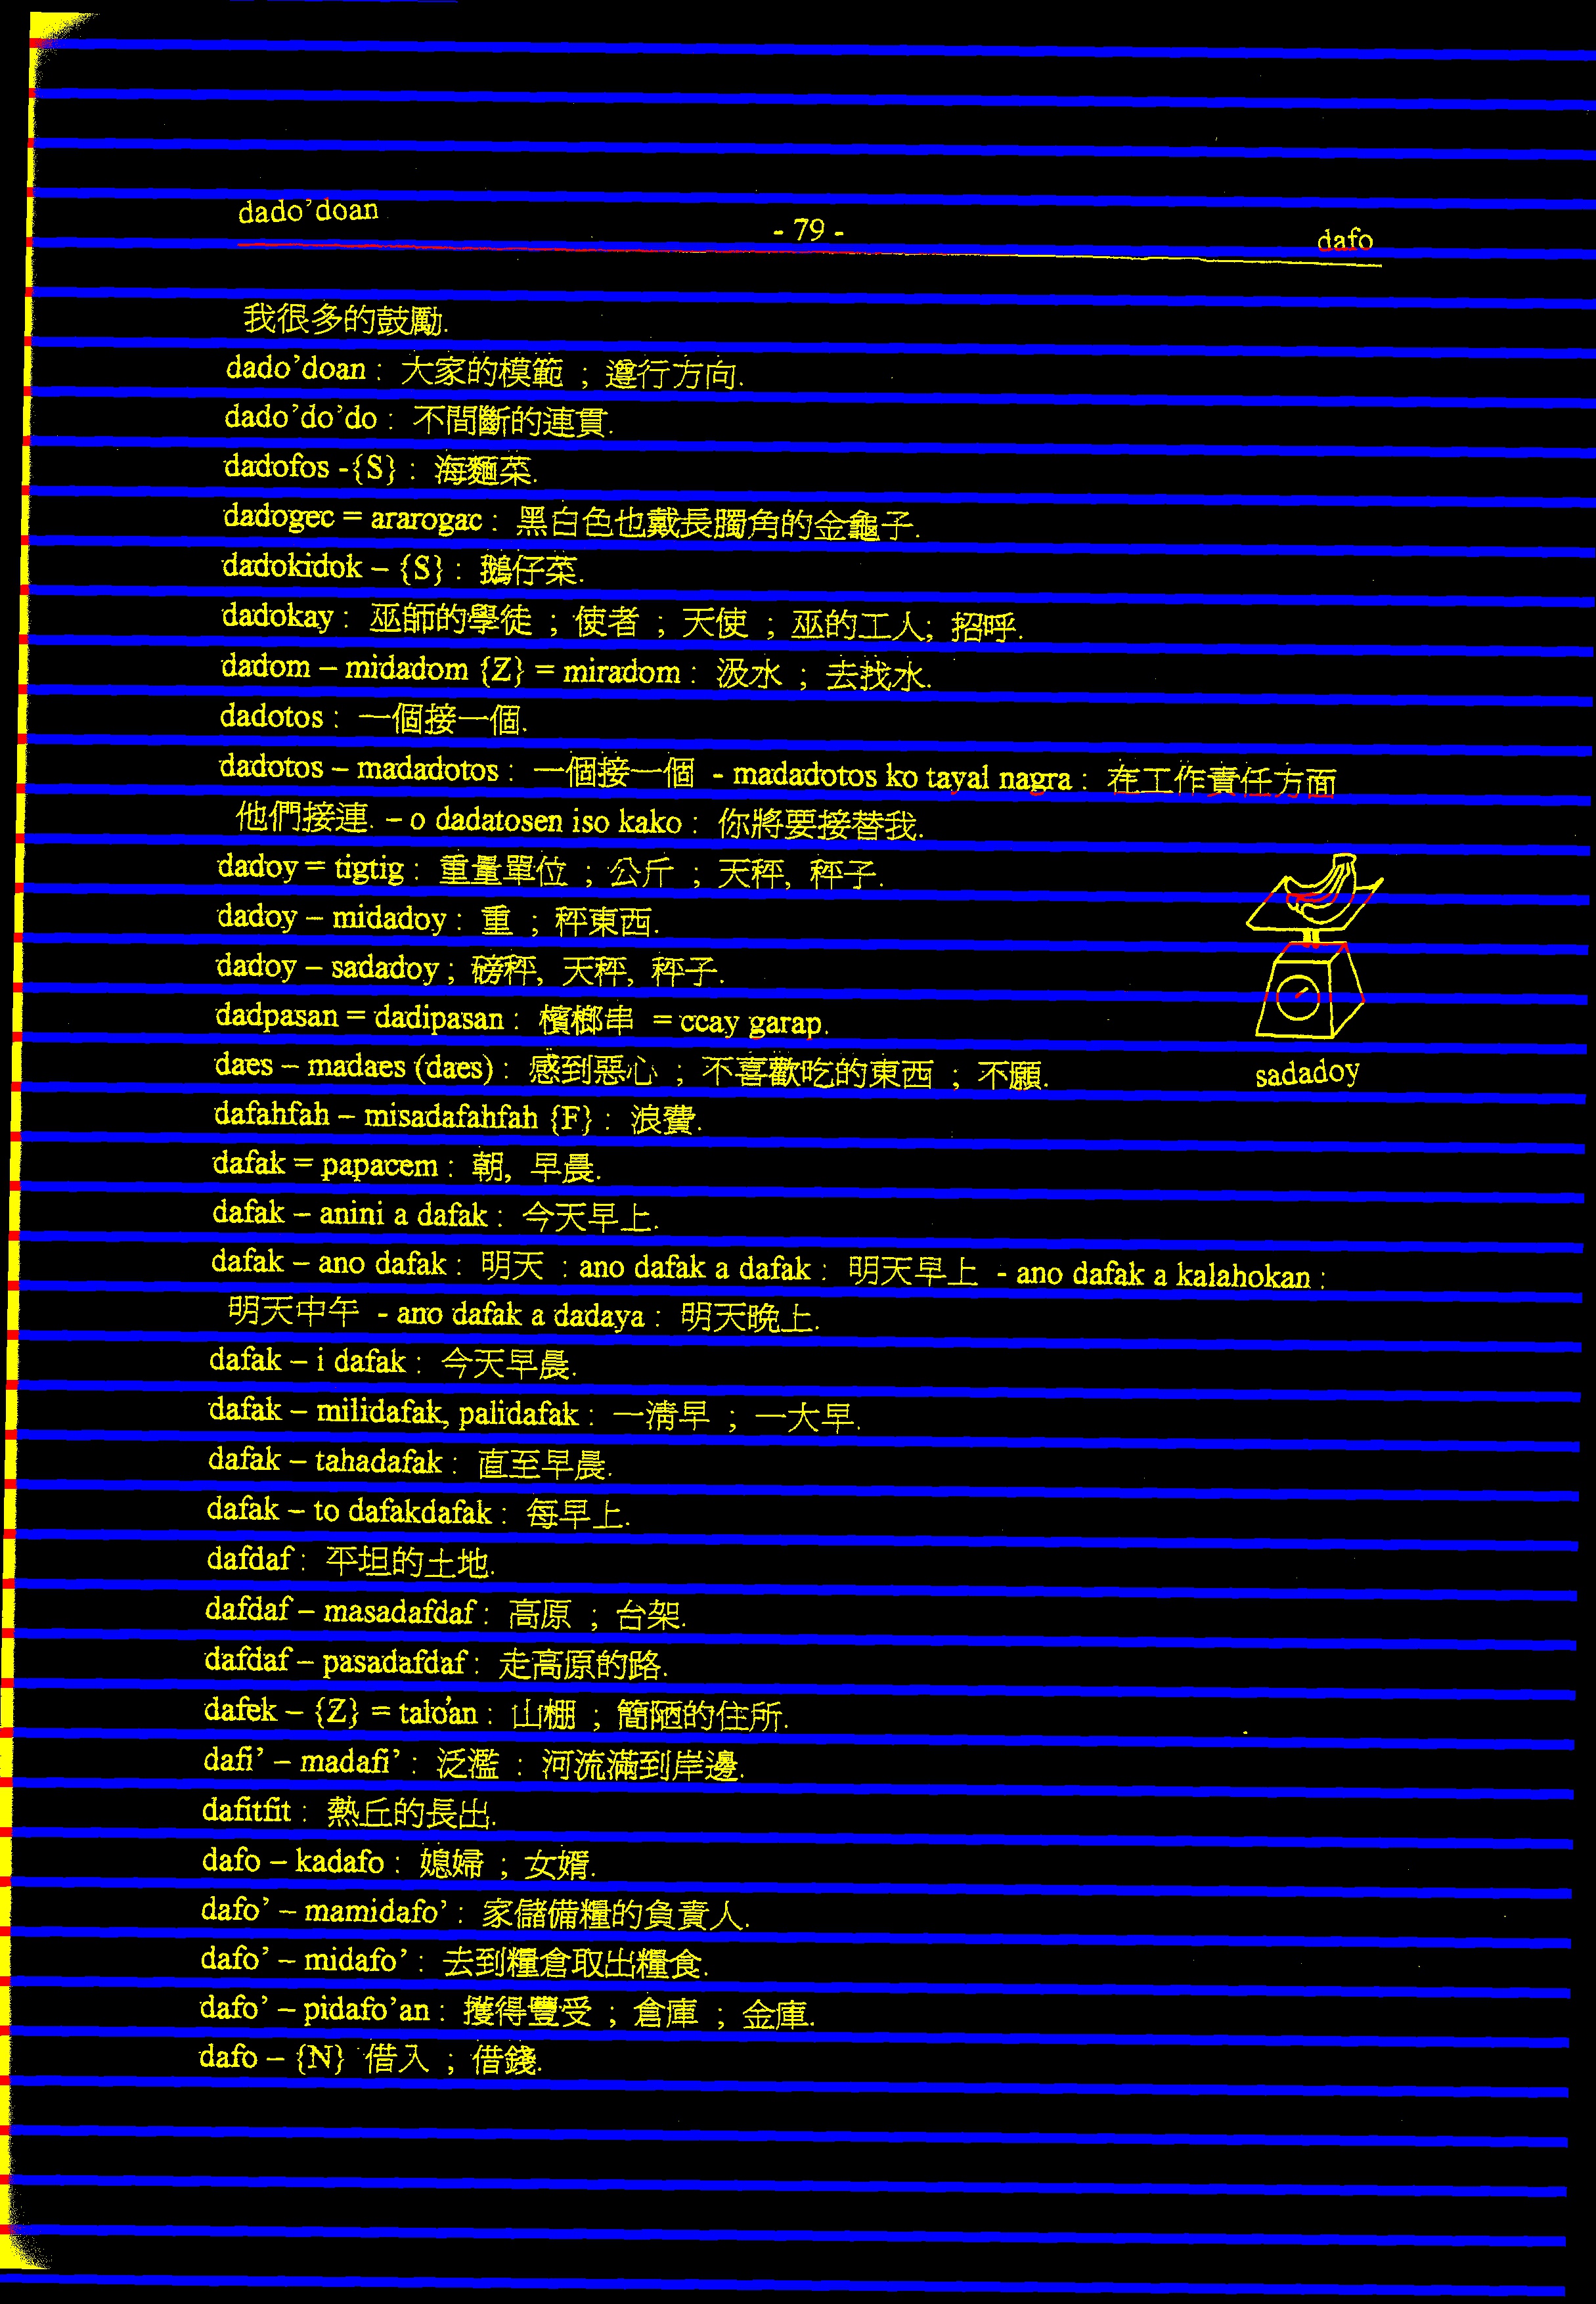 dado’doan - 79 - dafo
我很多的鼓勵.
dado’doan : 大家的模範 ; 遵行方向.
dado’do’do : 不間斷的連貫.
dadofos -{S} : 海麵菜.
dadogec = ararogac : 黑白色也戴長觸角的金龜子.
dadokidok – {S} : 鵝仔菜.
dadokay : 巫師的學徒 ; 使者 ; 天使 ; 巫的工人; 招呼.
dadom – midadom {Z} = miradom : 汲水 ; 去找水.
dadotos : 一個接一個.
dadotos – madadotos : 一個接一個 - madadotos ko tayal nagra : 在工作責任方面
他們接連. – o dadatosen iso kako : 你將要接替我.
dadoy = tigtig : 重量單位 ; 公斤 ; 天秤, 秤子.
dadoy – midadoy : 重 ; 秤東西.
dadoy – sadadoy ; 磅秤, 天秤, 秤子.
dadpasan = dadipasan : 檳榔串 = ccay garap.
daes – madaes (daes) : 感到惡心 ; 不喜歡吃的東西 ; 不願.
sadadoy
dafahfah – misadafahfah {F} : 浪費.
dafak = papacem : 朝, 早晨.
dafak – anini a dafak : 今天早上.
dafak – ano dafak : 明天 : ano dafak a dafak : 明天早上 - ano dafak a kalahokan :
明天中午 - ano dafak a dadaya : 明天晚上.
dafak – i dafak : 今天早晨.
dafak – milidafak, palidafak : 一清早 ; 一大早.
dafak – tahadafak : 直至早晨.
dafak – to dafakdafak : 每早上.
dafdaf : 平坦的土地.
dafdaf – masadafdaf : 高原 ; 台架.
dafdaf – pasadafdaf : 走高原的路.
dafek – {Z} = talo’an : 山棚 ; 簡陋的住所.
dafi’ – madafi’ : 泛濫 : 河流滿到岸邊.
dafitfit : 熱丘的長出.
dafo – kadafo : 媳婦 ; 女婿.
dafo’ – mamidafo’ : 家儲備糧的負責人.
dafo’ – midafo’ : 去到糧倉取出糧食.
dafo’ – pidafo’an : 獲得豐受 ; 倉庫 ; 金庫.
dafo – {N} 借入 ; 借錢.